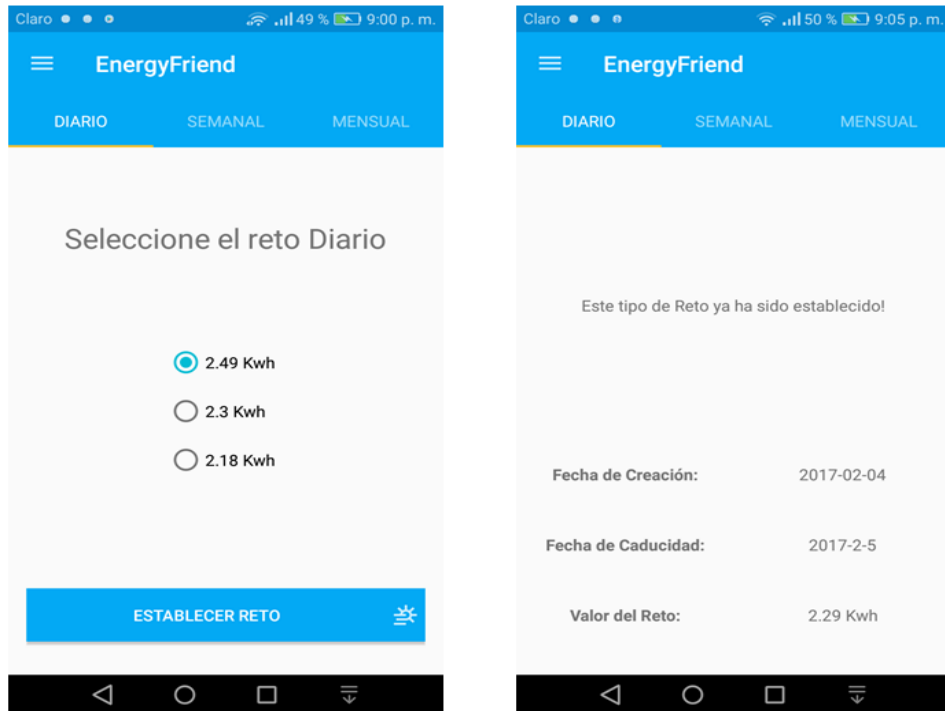 Claro 49 % 9:00 p. m.
EnergyFriend
DIARIO SEMANAL MENSUAL
Seleccione el reto Diario
2.49 Kwh
2.3 Kwh
2.18 Kwh
ESTABLECER RETO
Claro 50 % 9:05 p. m.
EnergyFriend
DIARIO SEMANAL MENSUAL
Este tipo de Reto ya ha sido establecido!
Fecha de Creación: 2017-02-04
Fecha de Caducidad: 2017-2-5
Valor del Reto: 2.29 Kwh